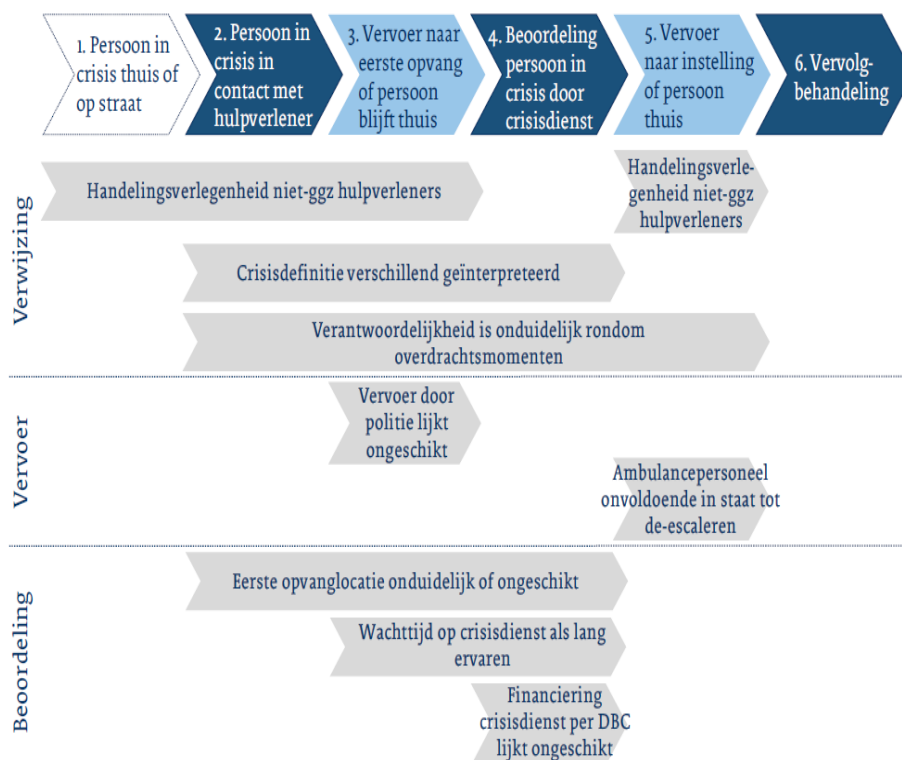 1. Persoon in
crisis thuis of
op straat
2. Persoon in
crisis in
contact met
hulpverlener
3. Vervoer naar
eerste opvang
of persoon
blijft thuis
4. Beoordeling
persoon in
crisis door
crisisdienst
5. Vervoer
naar instelling
of persoon
thuis
6. Vervolg-
behandeling
Verwijzing
Handelingsverlegenheid niet-ggz hulpverleners
Handelingsverle-
genheid niet-ggz
hulpverleners
Crisisdefinitie verschillend geïnterpreteerd
Verantwoordelijkheid is onduidelijk rondom
overdrachtsmomenten
Vervoer
Vervoer door
politie lijkt
ongeschikt
Ambulancepersoneel
onvoldoende in staat tot
de-escaleren
Beoordeling
Eerste opvanglocatie onduidelijk of ongeschikt
Wachttijd op crisisdienst als lang
ervaren
Financiering
crisisdienst per DBC
lijkt ongeschikt